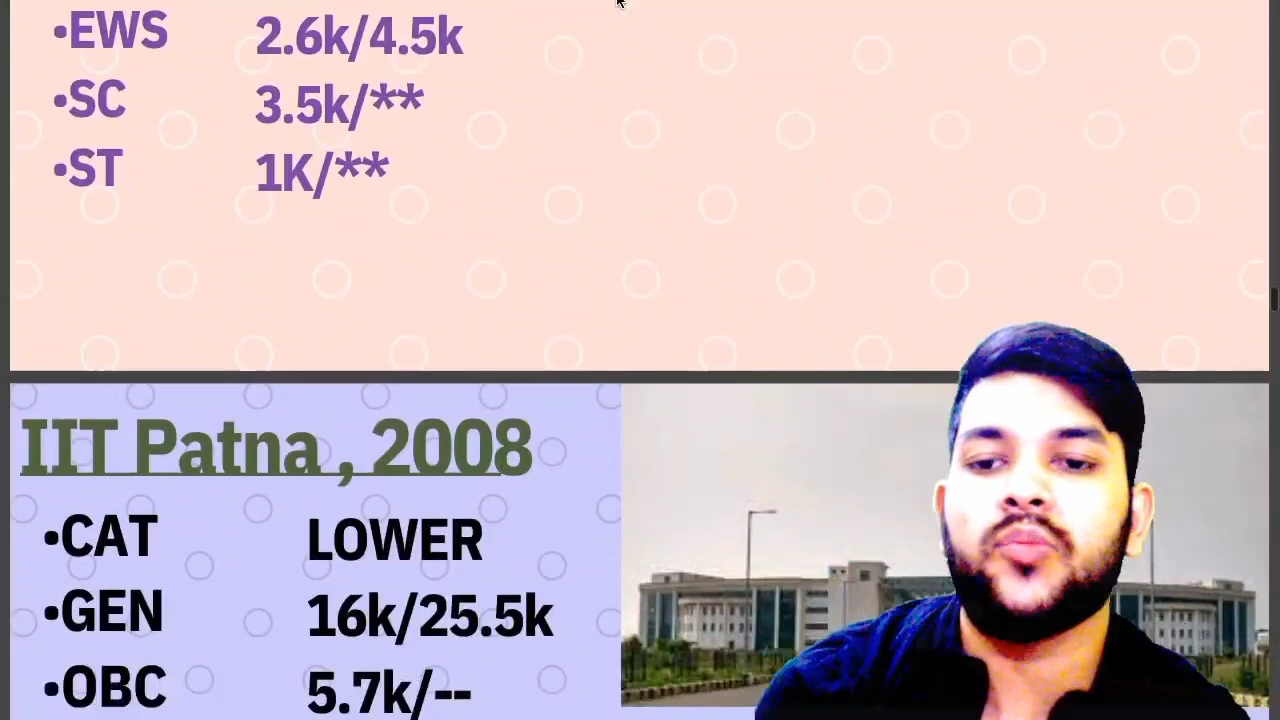 •EWS 2.6k/4.5k
•SC 3.5k/**
•ST 1K/**
IIT Patna , 2008
•CAT LOWER
•GEN 16k/25.5k
•OBC 5.7k/--